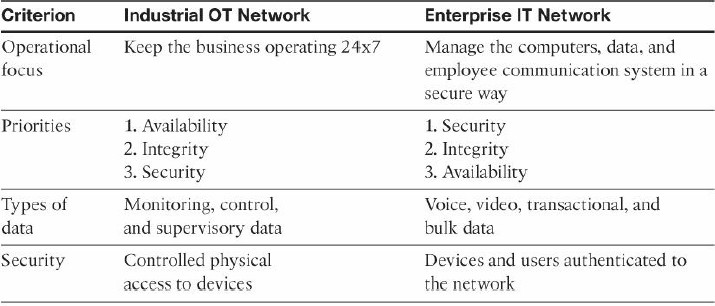 Criterion Industrial OT Network Enterprise IT Network
Operational focus Keep the business operating 24x7 Manage the computers, data, and
employee communication system in a
secure way
Priorities 1. Availability 1. Security
2. Integrity 2. Integrity
3. Security 3. Availability
Types of data Monitoring, control, Voice, video, transactional, and
and supervisory data bulk data
Security Controlled physical Devices and users authenticated to
access to devices the network